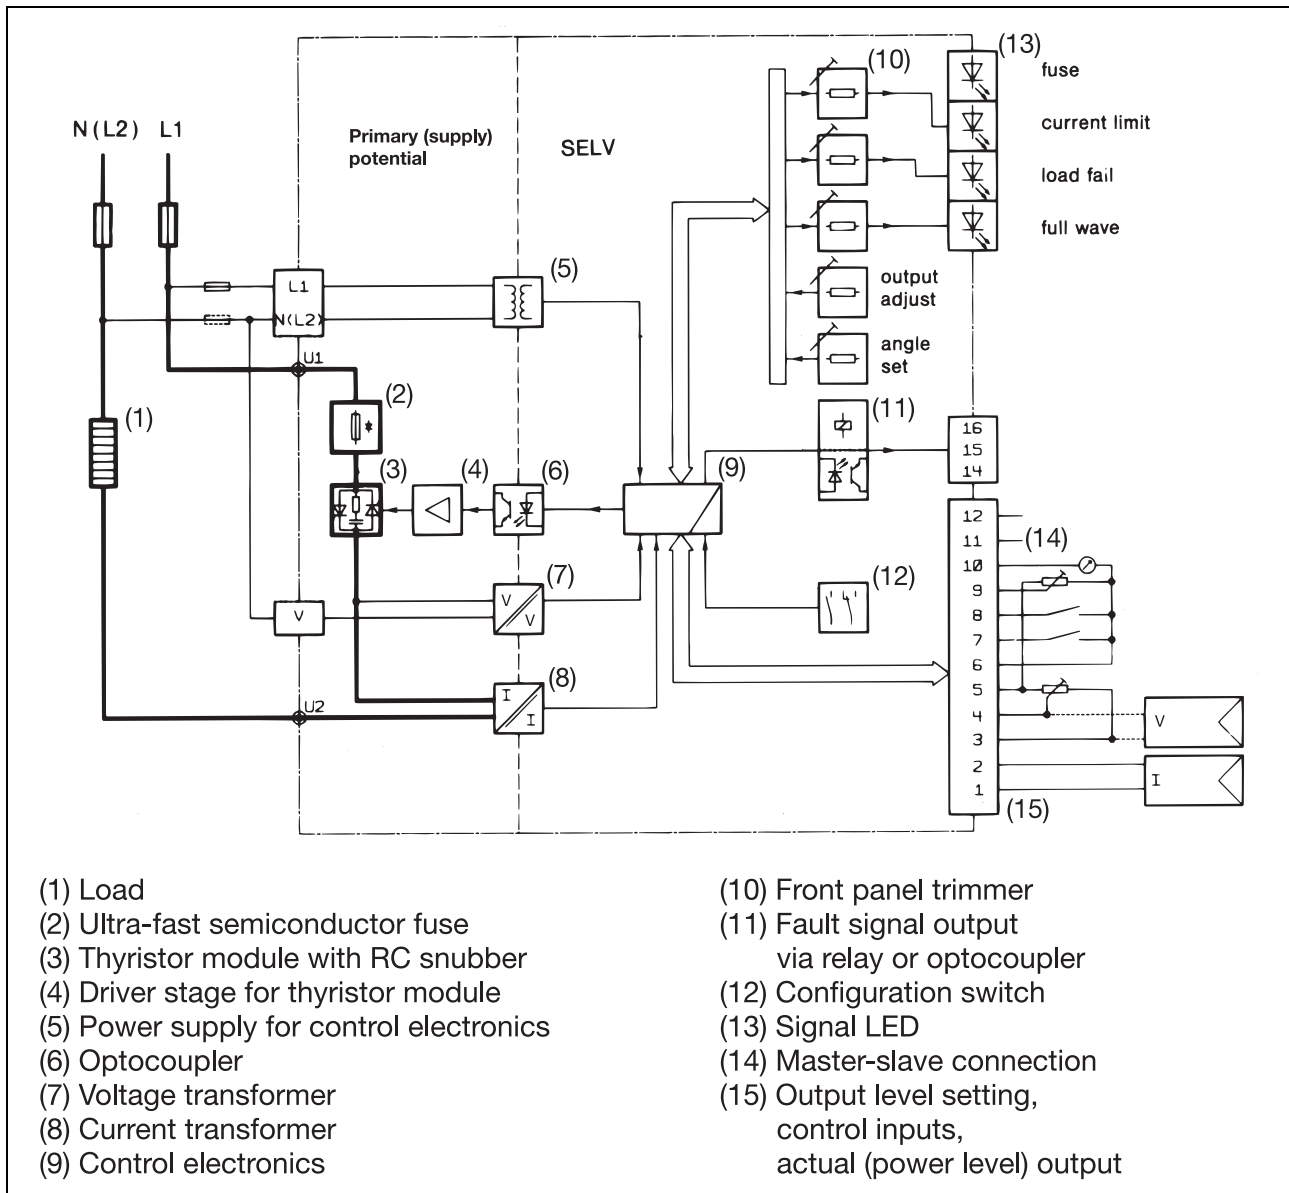 N(L2) L1
Primary (supply)
potential
SELV
(10)
(13)
fuse
current limit
load fail
full wave
output
adjust
angle
set
L1
N(L2)
(5)
U1
(1)
(2)
(3)
(4)
(6)
(9)
(11)
16
15
14
V
V
V
(7)
(12)
I
I
(8)
U2
12
11
10
9
8
7
6
5
4
3
2
1
(14)
V
I
(15)
(1) Load
(2) Ultra-fast semiconductor fuse
(3) Thyristor module with RC snubber
(4) Driver stage for thyristor module
(5) Power supply for control electronics
(6) Optocoupler
(7) Voltage transformer
(8) Current transformer
(9) Control electronics
(10) Front panel trimmer
(11) Fault signal output
via relay or optocoupler
(12) Configuration switch
(13) Signal LED
(14) Master-slave connection
(15) Output level setting,
control inputs,
actual (power level) output